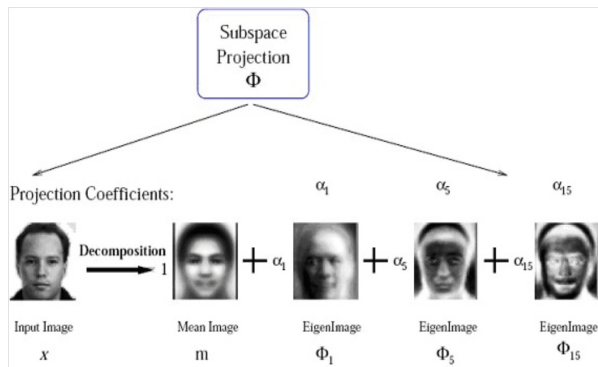 Subspace
Projection
Φ
Projection Coefficients: α1 α5 α15
Decomposition
1 + α1 + α5 + α15
Input Image Mean Image EigenImage EigenImage EigenImage
x m Φ1 Φ5 Φ15